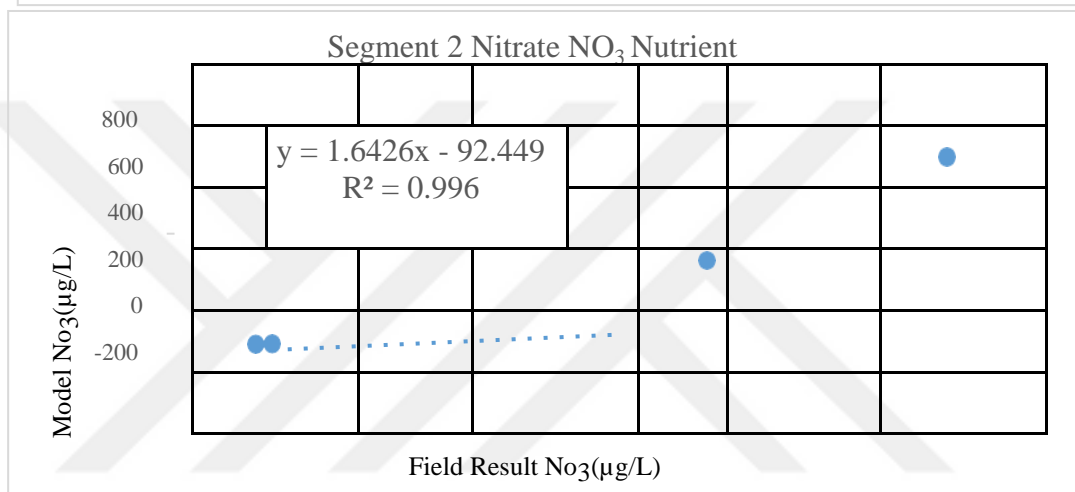 Segment 2 Nitrate NO₃ Nutrient
800
600
400
200
0
-200
y = 1.6426x - 92.449
R² = 0.996
Model No3(µg/L)
Field Result No3(µg/L)